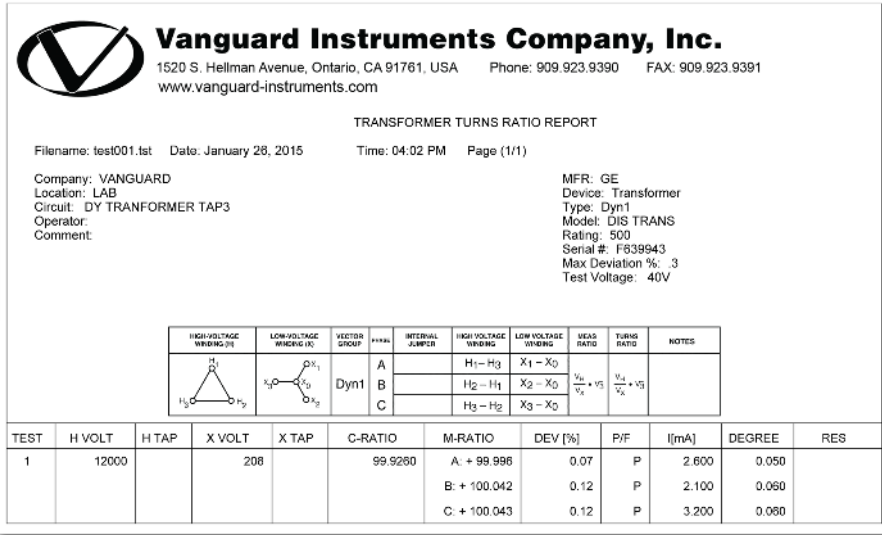 Vanguard Instruments Company, Inc.
1520 S. Hellman Avenue, Ontario, CA 91761, USA Phone: 909.923.9390 FAX: 909.923.9391
www.vanguard-instruments.com
TRANSFORMER TURNS RATIO REPORT
Filename: test001.tst Date: January 26, 2015 Time: 04:02 PM Page (1/1)
Company: VANGUARD
Location: LAB
Circuit: DY TRANFORMER TAP3
Operator:
Comment:
MFR: GE
Device: Transformer
Type: Dyn1
Model: DIS TRANS
Rating: 500
Serial #: F639943
Max Deviation %: .3
Test Voltage: 40V
HIGH-VOLTAGE WINDING (H) LOW-VOLTAGE WINDING (X) VECTOR GROUP PHASE INTERNAL JUMPER HIGH VOLTAGE WINDING LOW VOLTAGE WINDING MEAS RATIO TURNS RATIO NOTES
H1 H3 H2 X1 X3 X0 X2 Dyn1
A H1–H3 X1–X0
B H2–H1 X2–X0 VH/VX • √3 VH/VX • √3
C H3–H2 X3–X0
TEST H VOLT H TAP X VOLT X TAP C-RATIO M-RATIO DEV [%] P/F I[mA] DEGREE RES
1 12000 208 99.9260 A: + 99.996 0.07 P 2.600 0.050
B: + 100.042 0.12 P 2.100 0.060
C: + 100.043 0.12 P 3.200 0.060